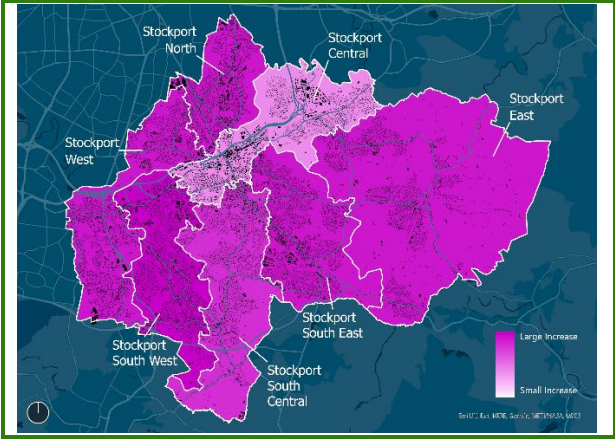 Stockport
North
Stockport
Central
Stockport
East
Stockport
West
Stockport
South East
Stockport
South West
Stockport
South
Central
Large Increase
Small Increase